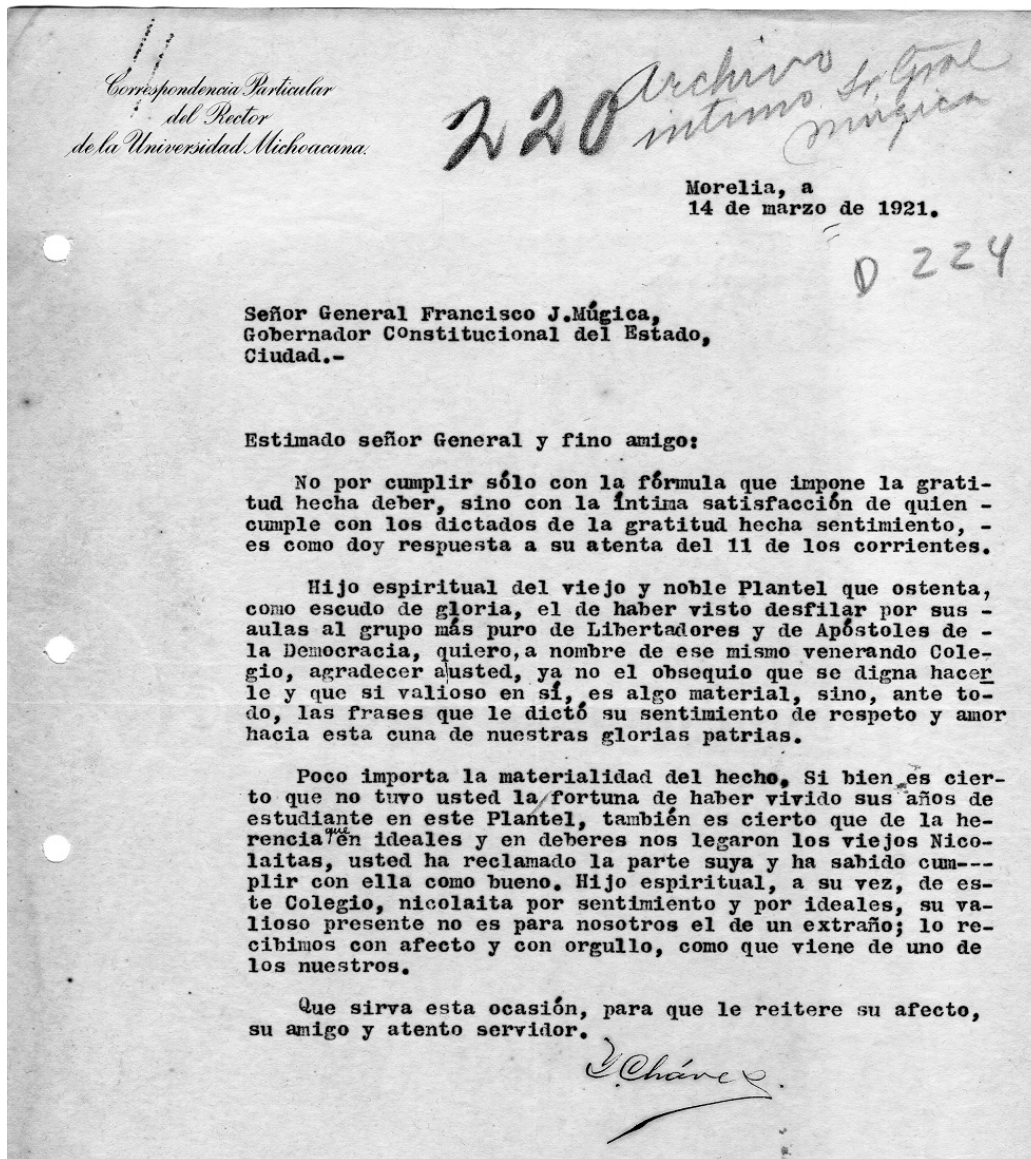 Correspondencia Particular
del Rector
de la Universidad Michoacana.
220
Archivo
intimo Sr. Gral
Múgica
Morelia, a
14 de marzo de 1921.
D 224
Señor General Francisco J.Múgica,
Gobernador Constitucional del Estado,
Ciudad.-
Estimado señor General y fino amigo:
No por cumplir sólo con la fórmula que impone la grati-
tud hecha deber, sino con la íntima satisfacción de quien -
cumple con los dictados de la gratitud hecha sentimiento, -
es como doy respuesta a su atenta del 11 de los corrientes.
Hijo espiritual del viejo y noble Plantel que ostenta,
como escudo de gloria, el de haber visto desfilar por sus -
aulas al grupo más puro de Libertadores y de Apóstoles de -
la Democracia, quiero, a nombre de ese mismo venerando Cole-
gio, agradecer a usted, ya no el obsequio que se digna hacer
le y que si valioso en sí, es algo material, sino, ante to-
do, las frases que le dictó su sentimiento de respeto y amor
hacia esta cuna de nuestras glorias patrias.
Poco importa la materialidad del hecho. Si bien es cier-
to que no tuvo usted la fortuna de haber vivido sus años de
estudiante en este Plantel, también es cierto que de la he-
rencia que en ideales y en deberes nos legaron los viejos Nico-
laitas, usted ha reclamado la parte suya y ha sabido cum---
plir con ella como bueno. Hijo espiritual, a su vez, de es-
te Colegio, nicolaita por sentimiento y por ideales, su va-
lioso presente no es para nosotros el de un extraño; lo re-
cibimos con afecto y con orgullo, como que viene de uno de
los nuestros.
Que sirva esta ocasión, para que le reitere su afecto,
su amigo y atento servidor.
Y Cháve z.